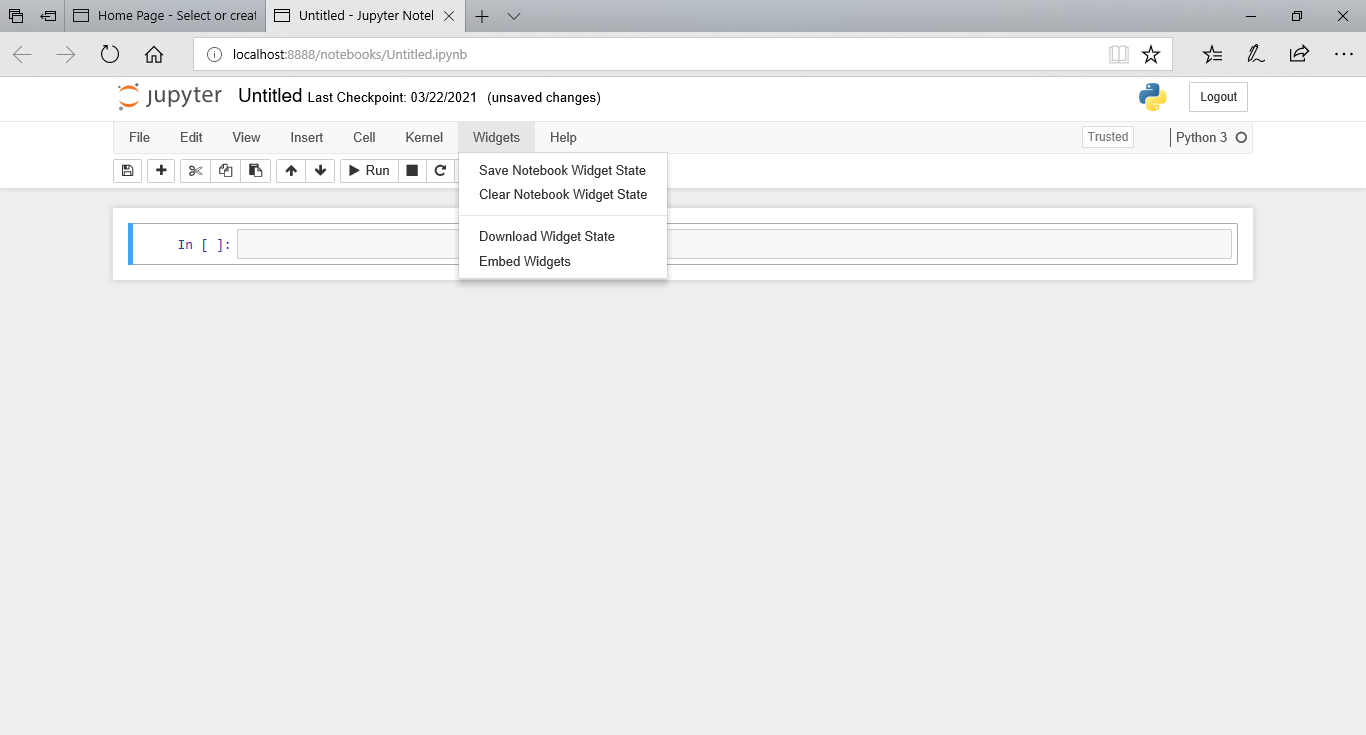 Home Page - Select or creat
Untitled - Jupyter Notel
localhost:8888/notebooks/Untitled.ipynb
jupyter Untitled Last Checkpoint: 03/22/2021 (unsaved changes)
Logout
File Edit View Insert Cell Kernel Widgets Help
Trusted
Python 3
Run
Save Notebook Widget State
Clear Notebook Widget State
Download Widget State
Embed Widgets
In [ ]: